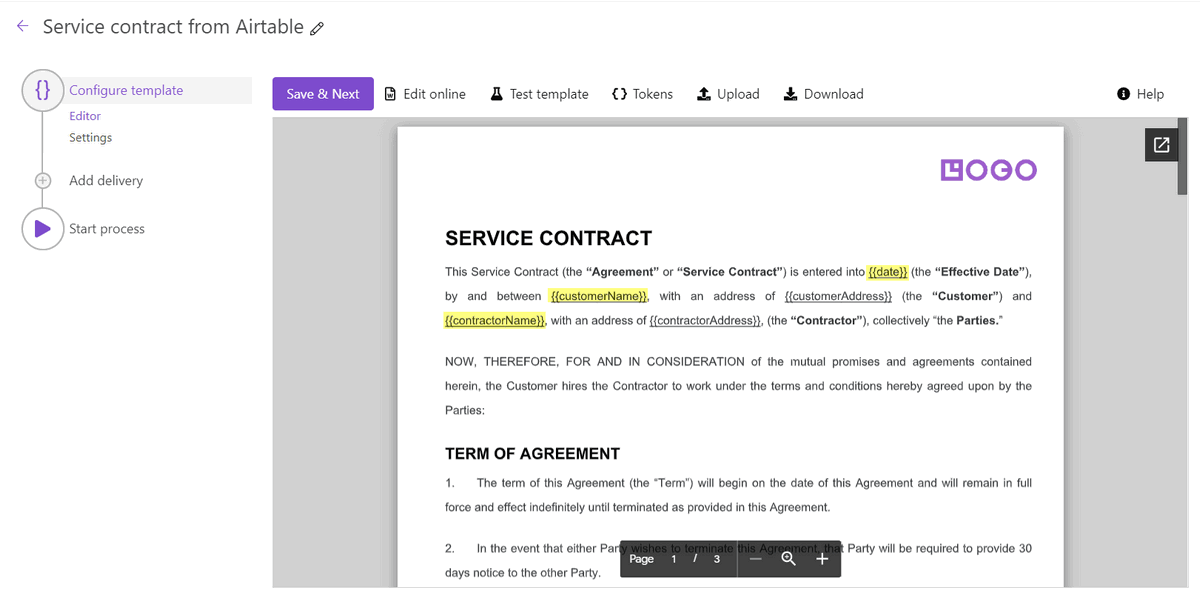 Service contract from Airtable
{} Configure template
Editor
Settings
Add delivery
Start process
Save & Next Edit online Test template {} Tokens Upload Download Help
LOGO
SERVICE CONTRACT
This Service Contract (the “Agreement” or “Service Contract”) is entered into {{date}} (the “Effective Date”),
by and between {{customerName}}, with an address of {{customerAddress}} (the “Customer”) and
{{contractorName}}, with an address of {{contractorAddress}}, (the “Contractor”), collectively “the Parties.”
NOW, THEREFORE, FOR AND IN CONSIDERATION of the mutual promises and agreements contained
herein, the Customer hires the Contractor to work under the terms and conditions hereby agreed upon by the
Parties:
TERM OF AGREEMENT
1. The term of this Agreement (the “Term”) will begin on the date of this Agreement and will remain in full
force and effect indefinitely until terminated as provided in this Agreement.
2. In the event that either Party wishes to terminate this Agreement, that Party will be required to provide 30
Page 1 / 3
days notice to the other Party.